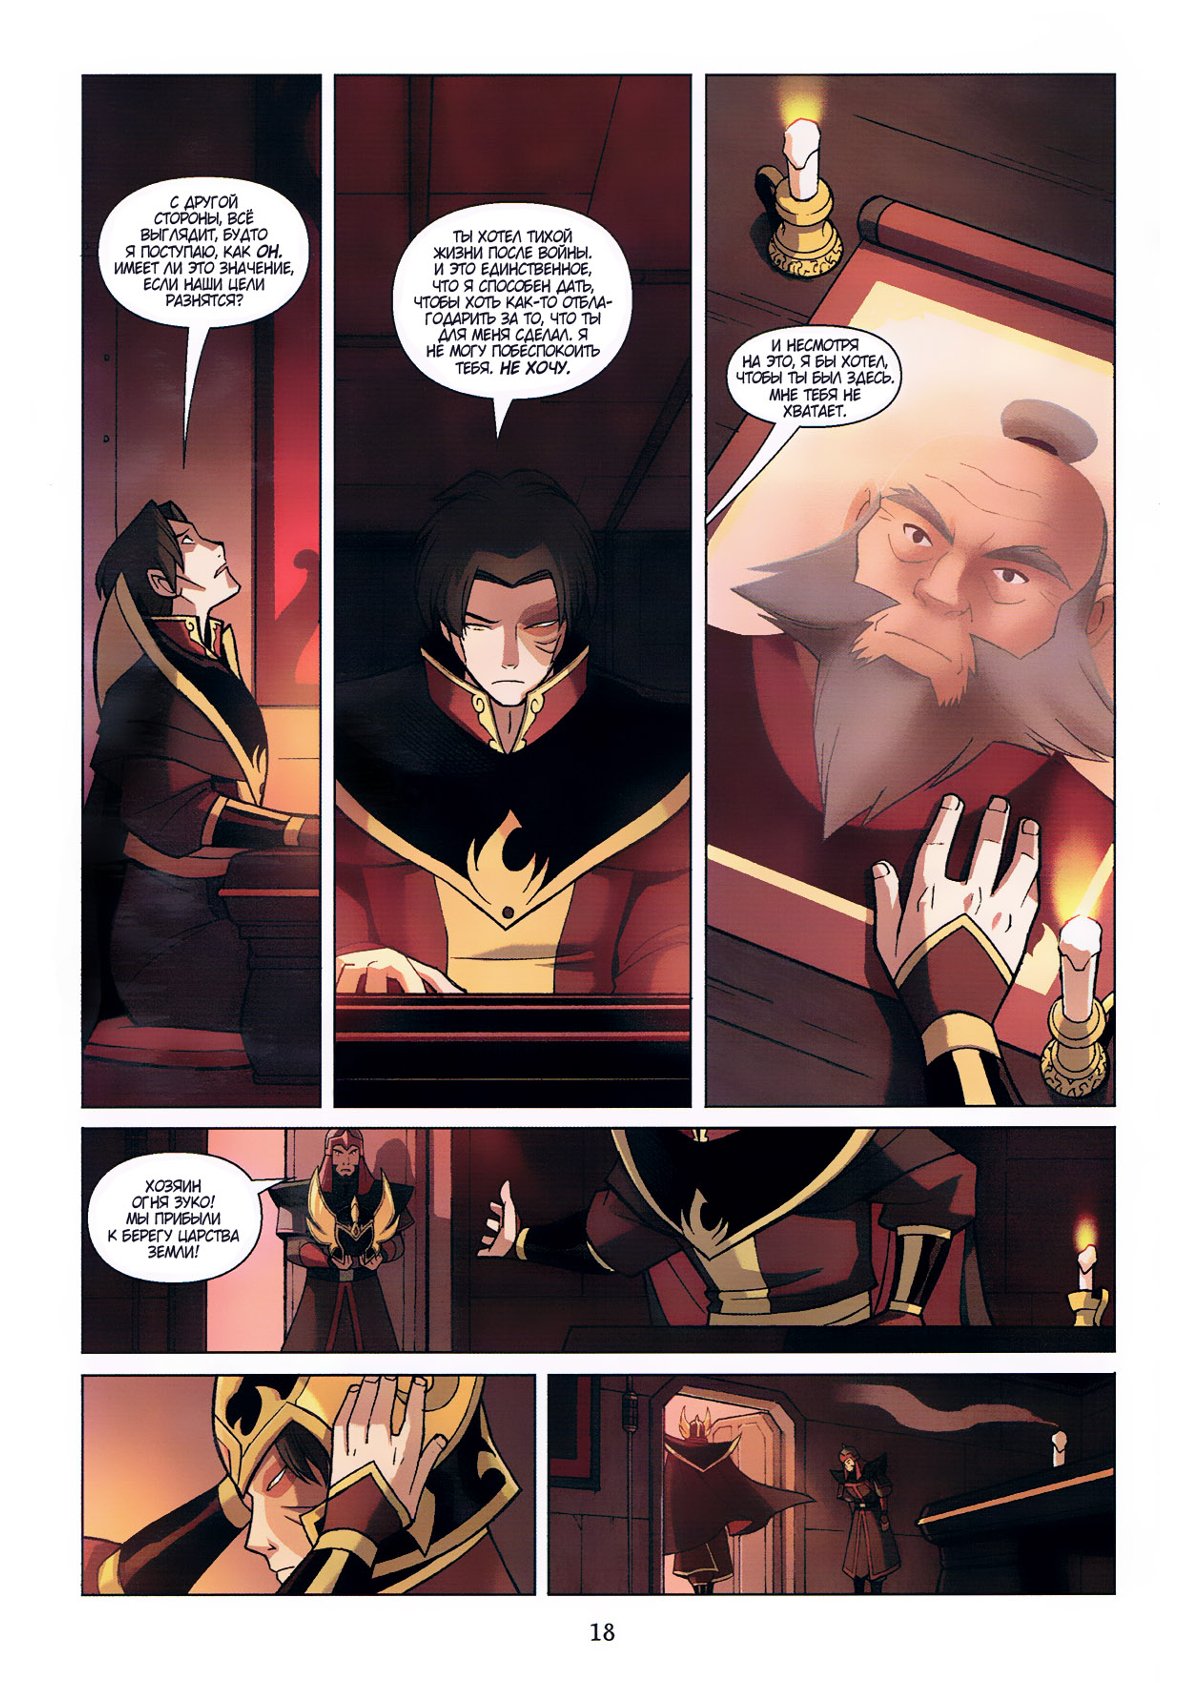 С ДРУГОЙ
СТОРОНЫ, ВСЁ
ВЫГЛЯДИТ, БУДТО
Я ПОСТУПАЮ, КАК ОН.
ИМЕЕТ ЛИ ЭТО ЗНАЧЕНИЕ,
ЕСЛИ НАШИ ЦЕЛИ
РАЗНЯТСЯ?
ТЫ ХОТЕЛ ТИХОЙ
ЖИЗНИ ПОСЛЕ ВОЙНЫ.
И ЭТО ЕДИНСТВЕННОЕ,
ЧТО Я СПОСОБЕН ДАТЬ,
ЧТОБЫ ХОТЬ КАК-ТО ОТБЛА-
ГОДАРИТЬ ЗА ТО, ЧТО ТЫ
ДЛЯ МЕНЯ СДЕЛАЛ. Я
НЕ МОГУ ПОБЕСПОКОИТЬ
ТЕБЯ. НЕ ХОЧУ.
И НЕСМОТРЯ
НА ЭТО, Я БЫ ХОТЕЛ,
ЧТОБЫ ТЫ БЫЛ ЗДЕСЬ.
МНЕ ТЕБЯ НЕ
ХВАТАЕТ.
ХОЗЯИН
ОГНЯ ЗУКО!
МЫ ПРИБЫЛИ
К БЕРЕГУ ЦАРСТВА
ЗЕМЛИ!
18